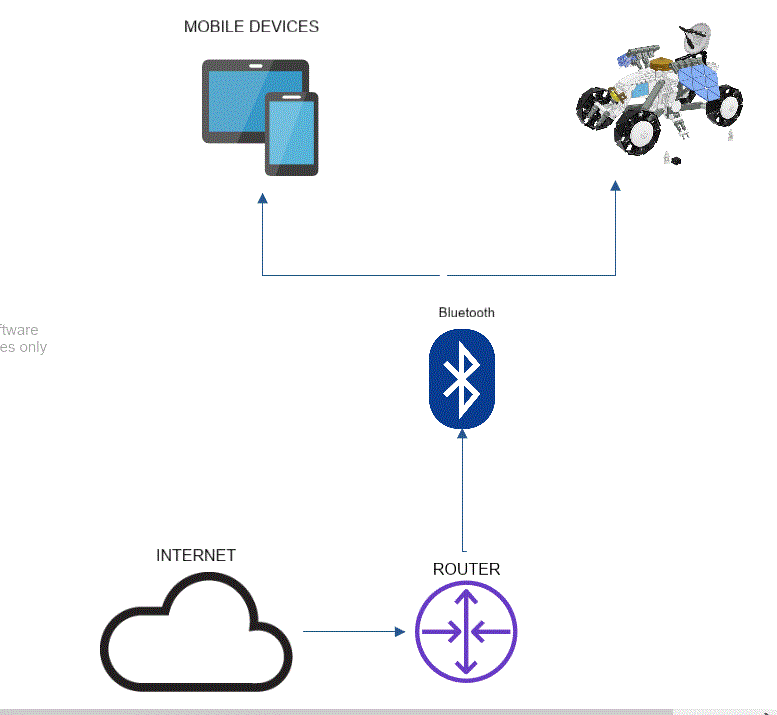 MOBILE DEVICES
Bluetooth
ftware
es only
INTERNET
ROUTER